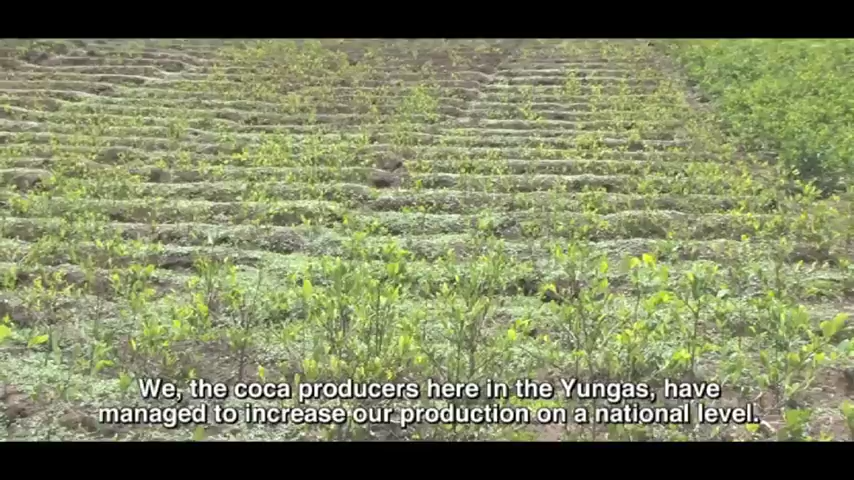 We, the coca producers here in the Yungas, have
managed to increase our production on a national level.